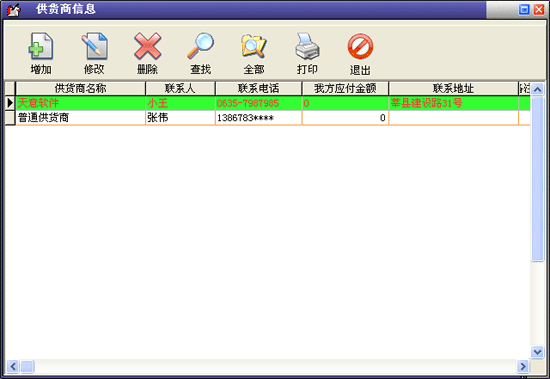 供货商信息
增加 修改 删除 查找 全部 打印 退出
供货商名称 联系人 联系电话 我方应付金额 联系地址
天意软件 小王 0635-7987985 0 莘县建设路31号
普通供货商 张伟 1386783**** 0